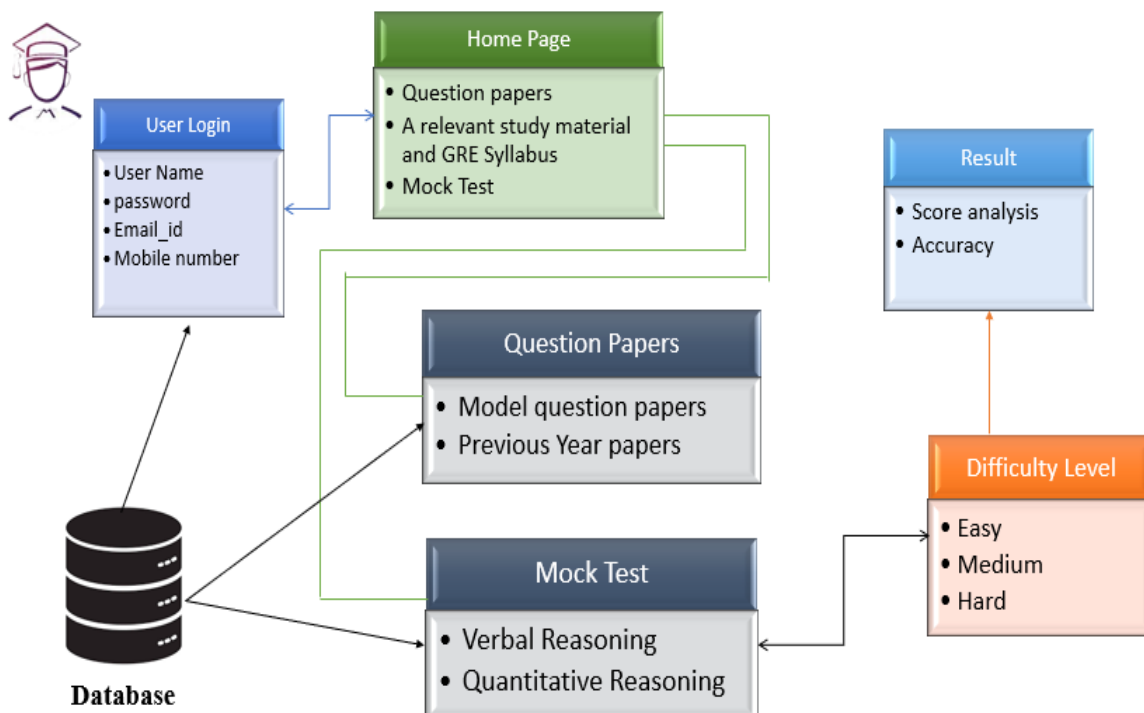 Home Page
• Question papers
• A relevant study material
and GRE Syllabus
• Mock Test
User Login
• User Name
• password
• Email_id
• Mobile number
Result
• Score analysis
• Accuracy
Question Papers
• Model question papers
• Previous Year papers
Difficulty Level
• Easy
• Medium
• Hard
Mock Test
• Verbal Reasoning
• Quantitative Reasoning
Database